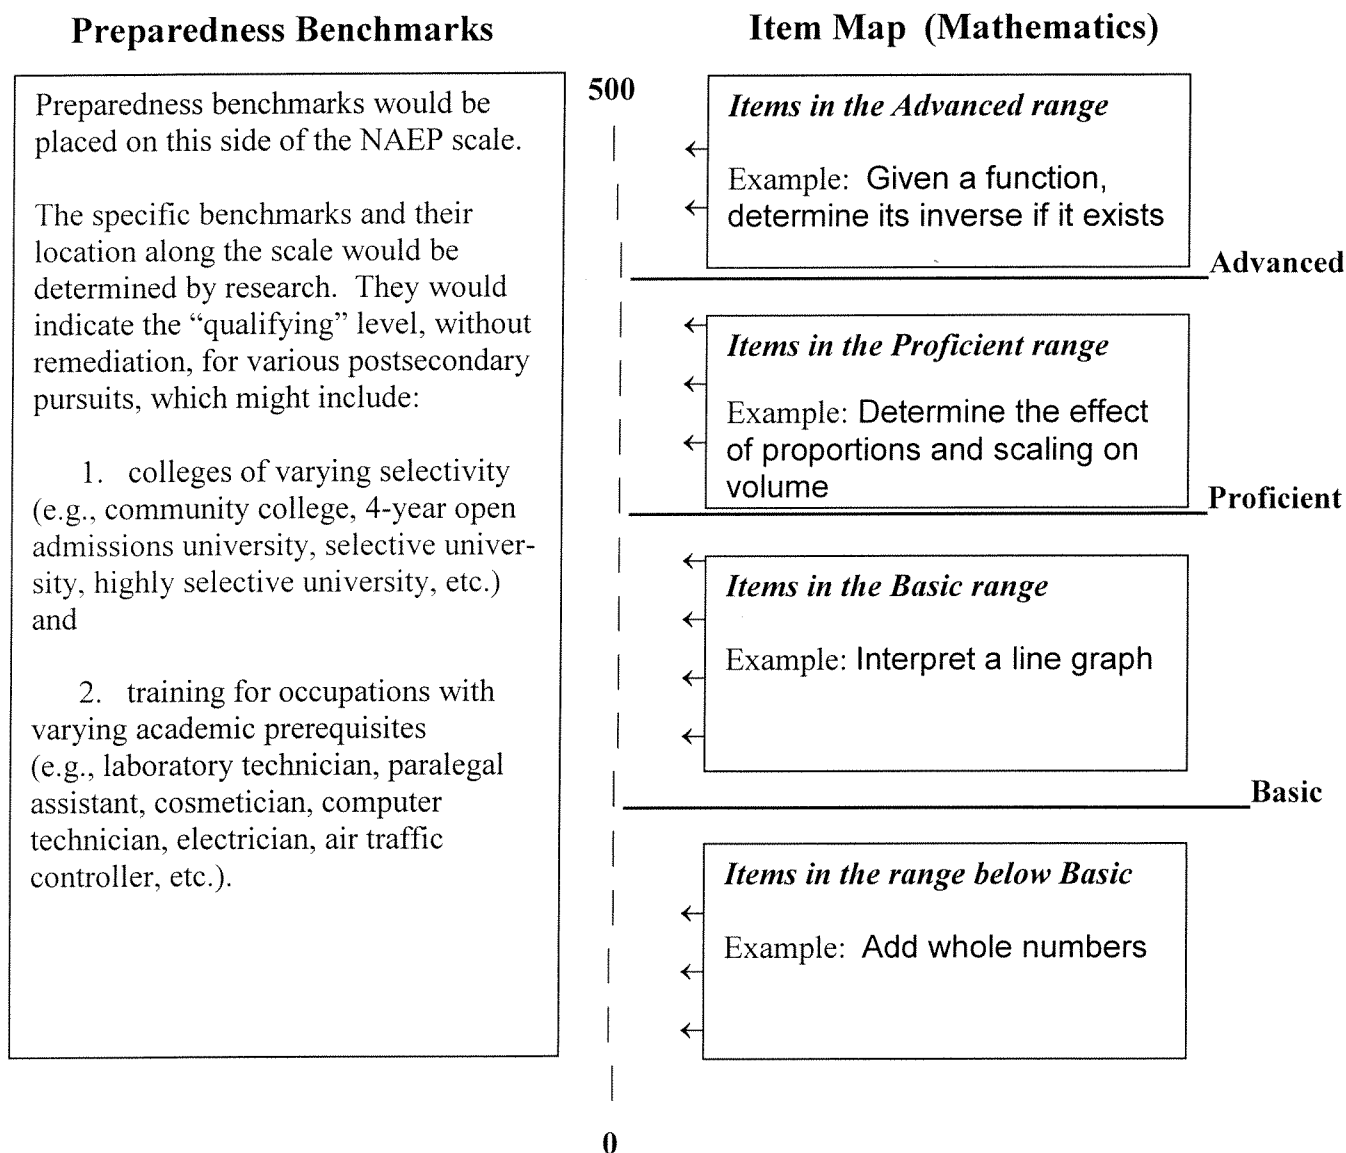 Preparedness Benchmarks
Preparedness benchmarks would be
placed on this side of the NAEP scale.
The specific benchmarks and their
location along the scale would be
determined by research.  They would
indicate the “qualifying” level, without
remediation, for various postsecondary
pursuits, which might include:
1.   colleges of varying selectivity
(e.g., community college, 4-year open
admissions university, selective univer-
sity, highly selective university, etc.)
and
2.   training for occupations with
varying academic prerequisites
(e.g., laboratory technician, paralegal
assistant, cosmetician, computer
technician, electrician, air traffic
controller, etc.).
500
0
Item Map  (Mathematics)
Items in the Advanced range
Example:  Given a function,
determine its inverse if it exists
Advanced
Items in the Proficient range
Example: Determine the effect
of proportions and scaling on
volume
Proficient
Items in the Basic range
Example: Interpret a line graph
Basic
Items in the range below Basic
Example:  Add whole numbers